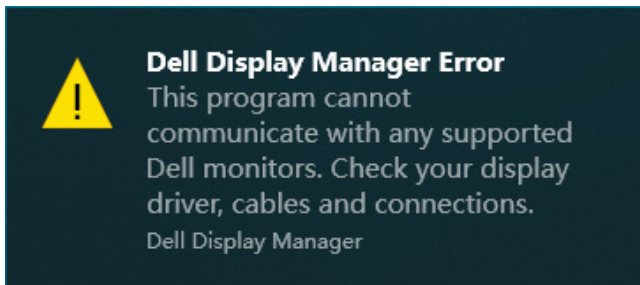 Dell Display Manager Error
This program cannot
communicate with any supported
Dell monitors. Check your display
driver, cables and connections.
Dell Display Manager